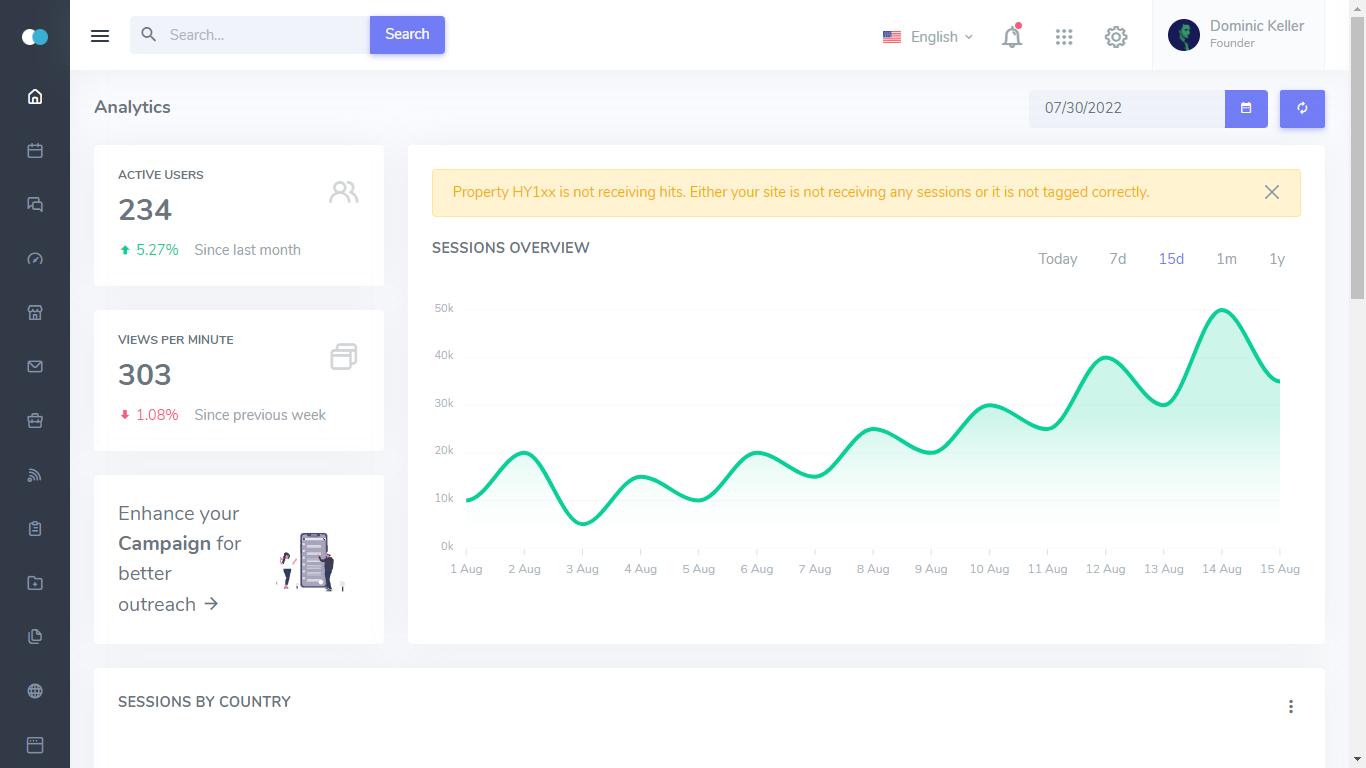 Search...
Search
English
Dominic Keller
Founder
Analytics
07/30/2022
ACTIVE USERS
234
5.27% Since last month
VIEWS PER MINUTE
303
1.08% Since previous week
Enhance your
Campaign for
better
outreach
Property HY1xx is not receiving hits. Either your site is not receiving any sessions or it is not tagged correctly.
SESSIONS OVERVIEW
Today 7d 15d 1m 1y
50k
40k
30k
20k
10k
0k
1 Aug 2 Aug 3 Aug 4 Aug 5 Aug 6 Aug 7 Aug 8 Aug 9 Aug 10 Aug 11 Aug 12 Aug 13 Aug 14 Aug 15 Aug
SESSIONS BY COUNTRY